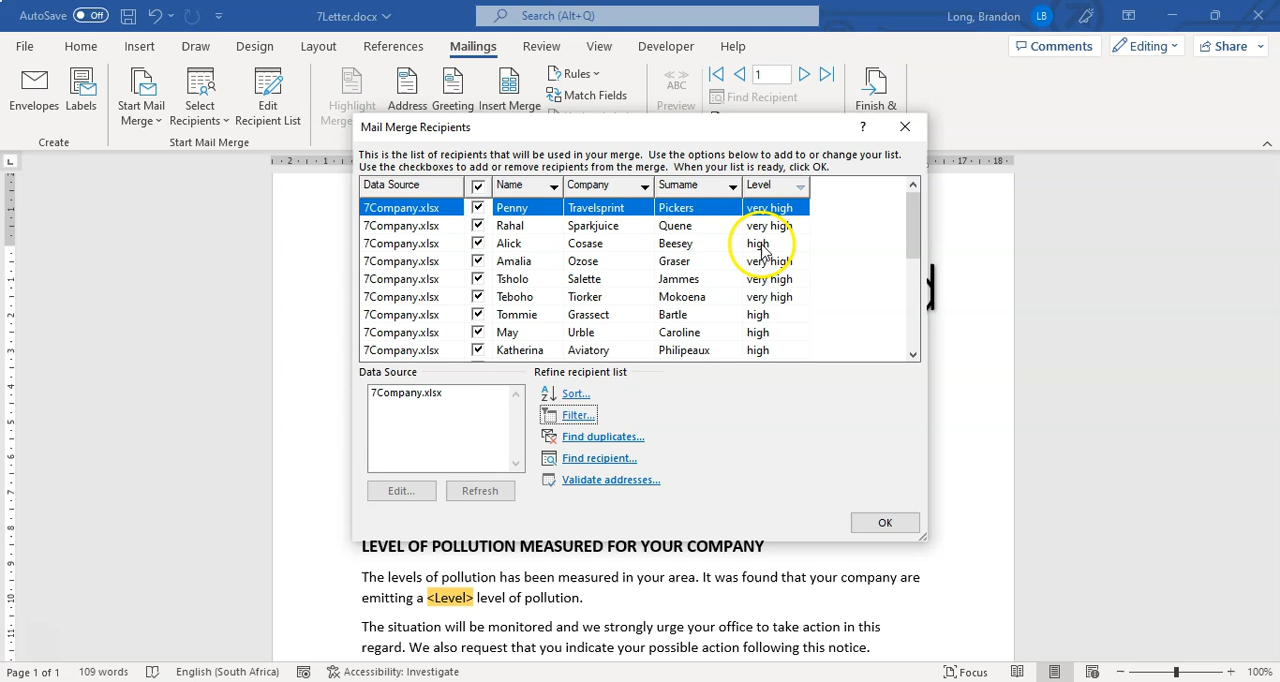 AutoSave Off 7Letter.docx Search (Alt+Q) Long, Brandon LB
File Home Insert Draw Design Layout References Mailings Review View Developer Help Comments Editing Share
Rules 1
ABC
Match Fields Find Recipient
Envelopes Labels Start Mail Merge Select Recipients Edit Recipient List Highlight Address Greeting Insert Merge Preview Finish &
Create Start Mail Merge
Mail Merge Recipients ?
This is the list of recipients that will be used in your merge. Use the options below to add to or change your list.
Use the checkboxes to add or remove recipients from the merge. When your list is ready, click OK.
Data Source Name Company Surname Level
7Company.xlsx Penny Travelsprint Pickers very high
7Company.xlsx Rahal Sparkjuice Quene very high
7Company.xlsx Alick Cosase Beesey high
7Company.xlsx Amalia Ozose Graser very high
7Company.xlsx Tsholo Salette Jammes very high
7Company.xlsx Teboho Tiorker Mokoena very high
7Company.xlsx Tommie Grassect Bartle high
7Company.xlsx May Urble Caroline high
7Company.xlsx Katherina Aviatory Philipeaux high
Data Source Refine recipient list
7Company.xlsx Sort...
Filter...
Find duplicates...
Find recipient...
Validate addresses...
Edit... Refresh
OK
LEVEL OF POLLUTION MEASURED FOR YOUR COMPANY
The levels of pollution has been measured in your area. It was found that your company are
emitting a <Level> level of pollution.
The situation will be monitored and we strongly urge your office to take action in this
regard. We also request that you indicate your possible action following this notice.
Page 1 of 1 109 words English (South Africa) Accessibility: Investigate Focus 100%